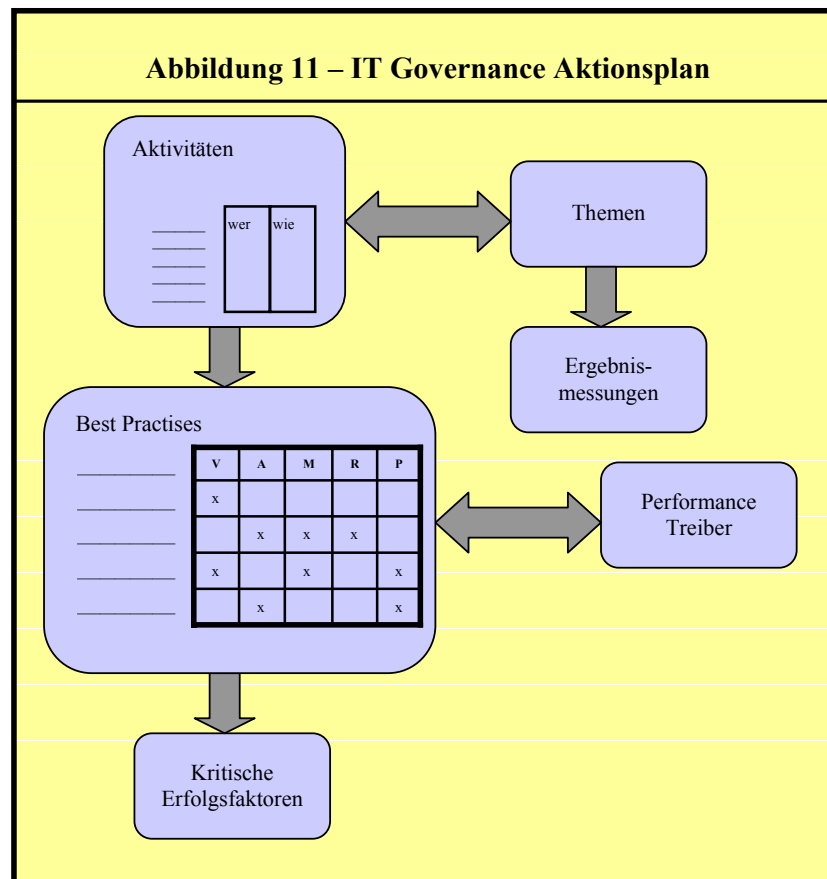 Abbildung 11 – IT Governance Aktionsplan
Aktivitäten
wer wie
Themen
Ergebnis-
messungen
Best Practises
V A M R P
x
x x x
x x x
x x
Performance
Treiber
Kritische
Erfolgsfaktoren